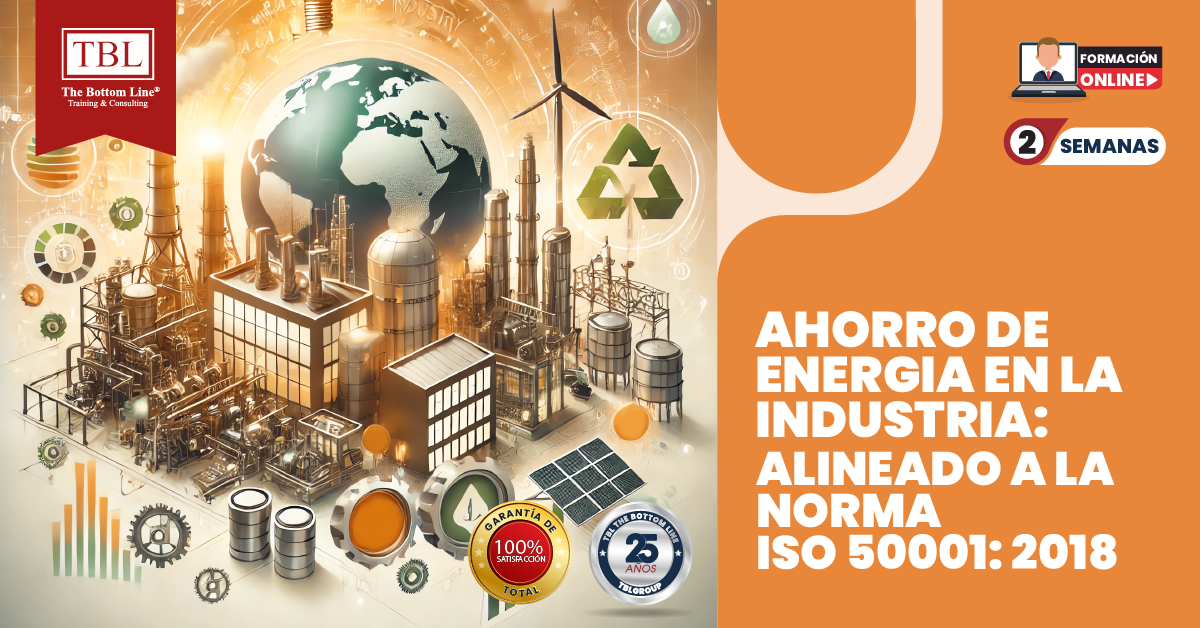 TBL
The Bottom Line®
Training & Consulting
INDUSTRY
FORMACIÓN
ONLINE
2 SEMANAS
AHORRO DE
ENERGIA EN LA
INDUSTRIA:
ALINEADO A LA
NORMA
ISO 50001: 2018
GARANTÍA DE
100%
SATISFACCIÓN
TOTAL
TBL THE BOTTOM LINE
25
AÑOS
TBLGROUP